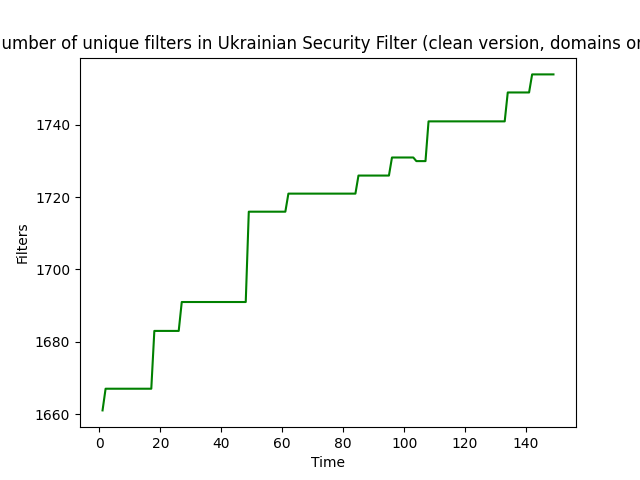 umber of unique filters in Ukrainian Security Filter (clean version, domains or
1740
1720
1700
1680
1660
Filters
0 20 40 60 80 100 120 140
Time